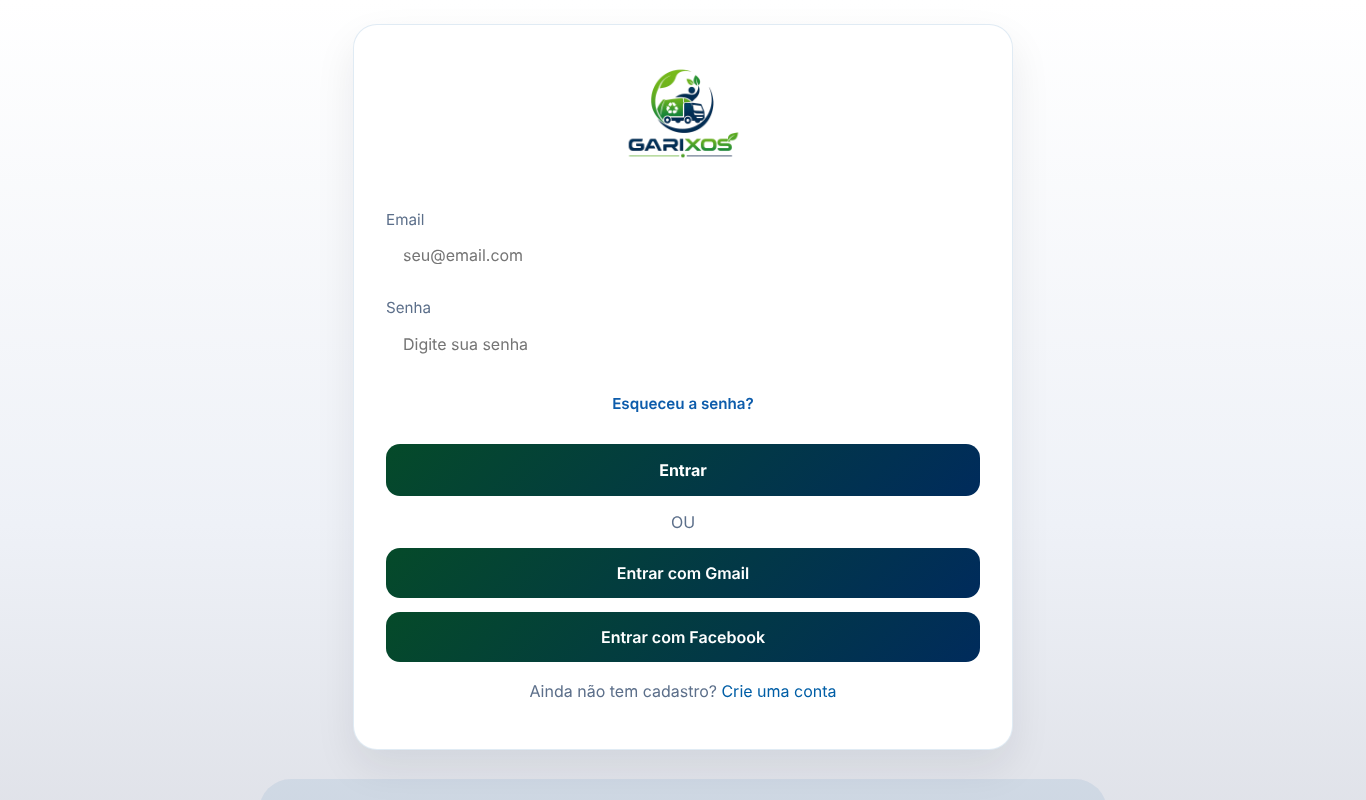 GARIXOS
Email
seu@email.com
Senha
Digite sua senha
Esqueceu a senha?
Entrar
OU
Entrar com Gmail
Entrar com Facebook
Ainda não tem cadastro? Crie uma conta